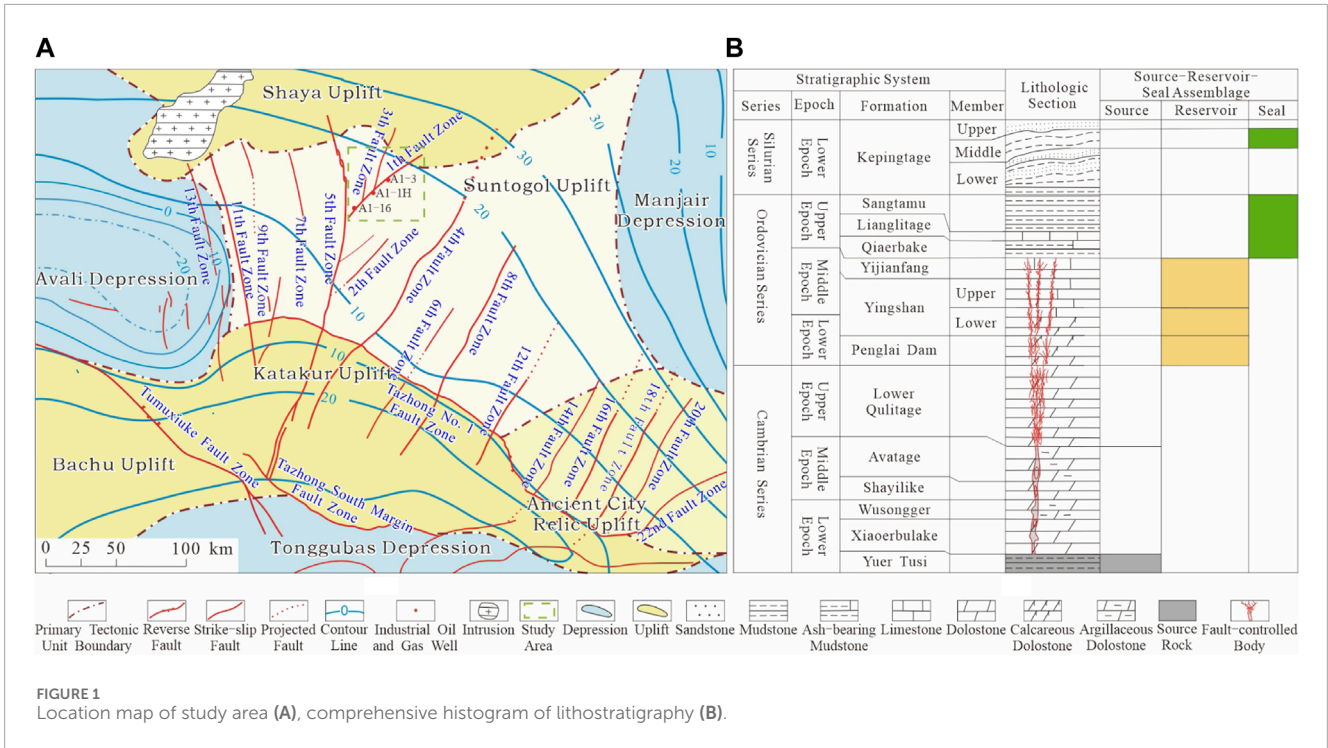 A
B
Shaya Uplift
3th Fault Zone
1th Fault Zone
30
20
10
A1-3
A1-1H
A1-16
Suntogol Uplift
30
20
Manjair
Depression
0
10
20
13th Fault Zone
11th Fault Zone
9th Fault Zone
7th Fault Zone
5th Fault Zone
2th Fault Zone
4th Fault Zone
6th Fault Zone
8th Fault Zone
12th Fault Zone
14th Fault Zone
16th Fault Zone
18th Fault Zone
20th Fault Zone
22nd Fault Zone
Avali Depression
10
10
20
Katakur Uplift
Tazhong No. 1
Fault Zone
Tumuxiuke Fault Zone
Bachu Uplift
Tazhong South Margin
Fault Zone
Ancient City
Relic Uplift
Tonggubas Depression
0 25 50 100 km
Stratigraphic System
Lithologic
Section
Source-Reservoir-
Seal Assemblage
Series Epoch Formation Member Source Reservoir Seal
Silurian
Series
Lower
Epoch
Kepingtage
Upper
Middle
Lower
Ordovician Series
Upper
Epoch
Sangtamu
Lianglitage
Qiaerbake
Middle
Epoch
Yijianfang
Yingshan
Upper
Lower
Lower
Epoch
Penglai Dam
Cambrian Series
Upper
Epoch
Lower
Qulitage
Middle
Epoch
Avatage
Shayilike
Lower
Epoch
Wusongger
Xiaoerbulake
Yuer Tusi
0
Primary Tectonic
Unit Boundary
Reverse
Fault
Strike-slip
Fault
Projected
Fault
Contour
Line
Industrial Oil
and Gas Well
Intrusion
Study
Area
Depression
Uplift
Sandstone
Mudstone
Ash-bearing
Mudstone
Limestone
Dolostone
Calcareous
Dolostone
Argillaceous
Dolostone
Source
Rock
Fault-controlled
Body
FIGURE 1
Location map of study area (A), comprehensive histogram of lithostratigraphy (B).